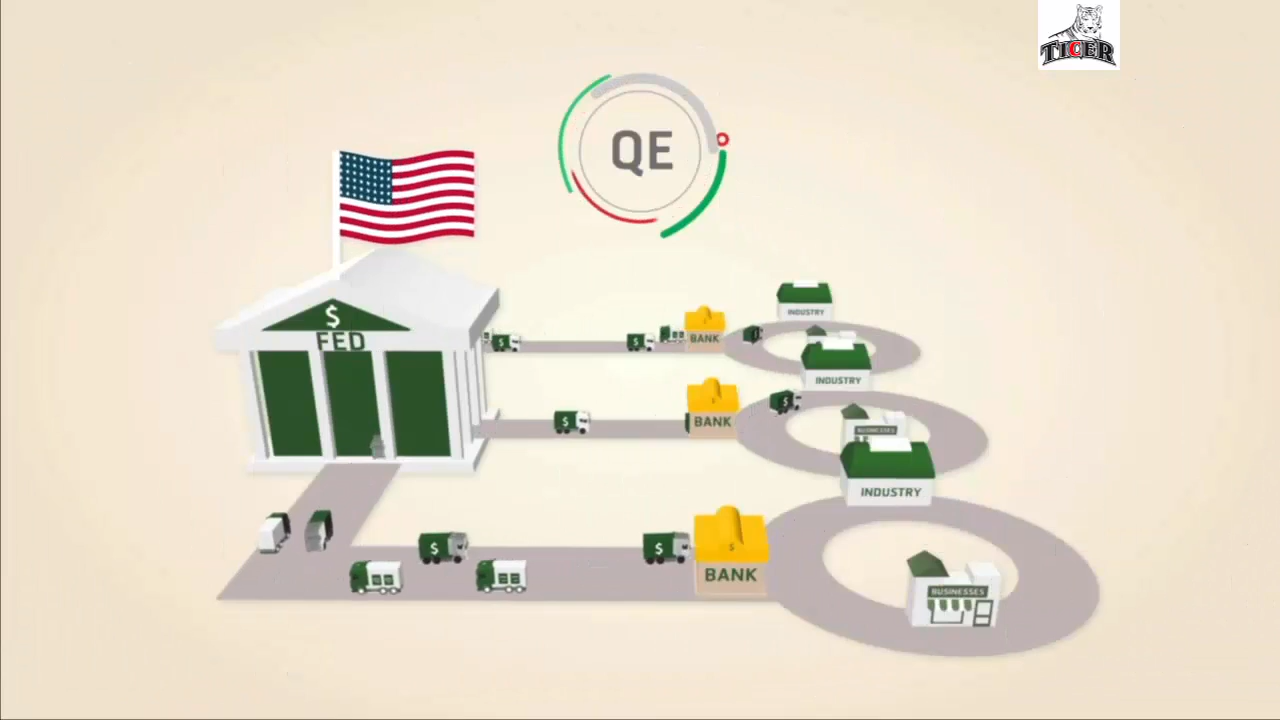 TIGER
QE
$
FED
INDUSTRY
$
$
BANK
INDUSTRY
$
$
$
BANK
BUSINESSES
INDUSTRY
$
$
$
BANK
BUSINESSES